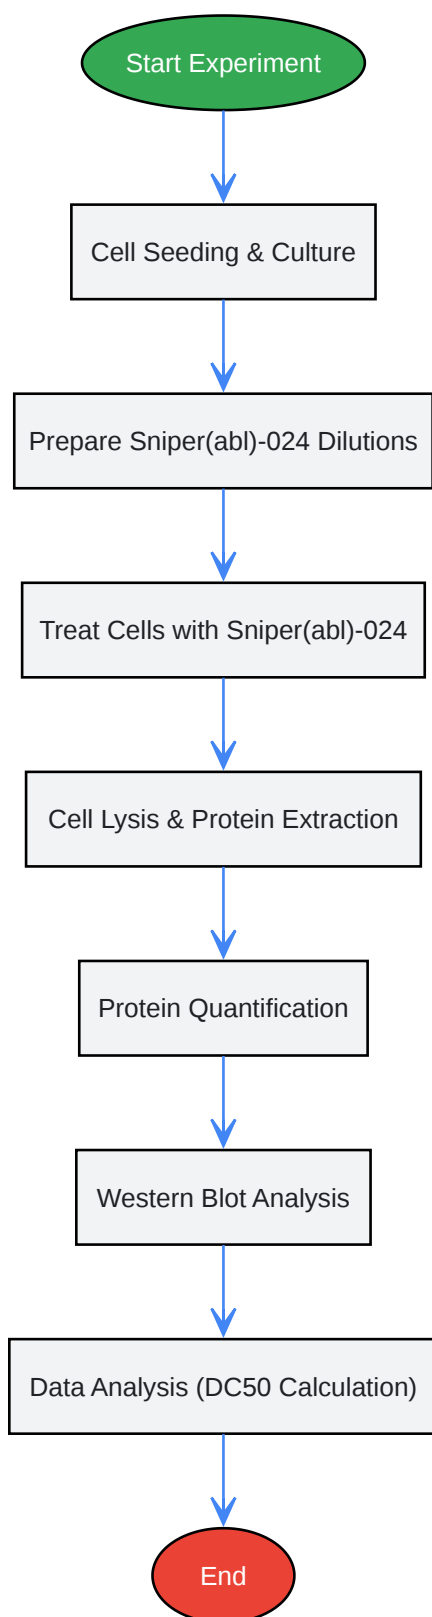 Start Experiment
Cell Seeding & Culture
Prepare Sniper(abl)-024 Dilutions
Treat Cells with Sniper(abl)-024
Cell Lysis & Protein Extraction
Protein Quantification
Western Blot Analysis
Data Analysis (DC50 Calculation)
End